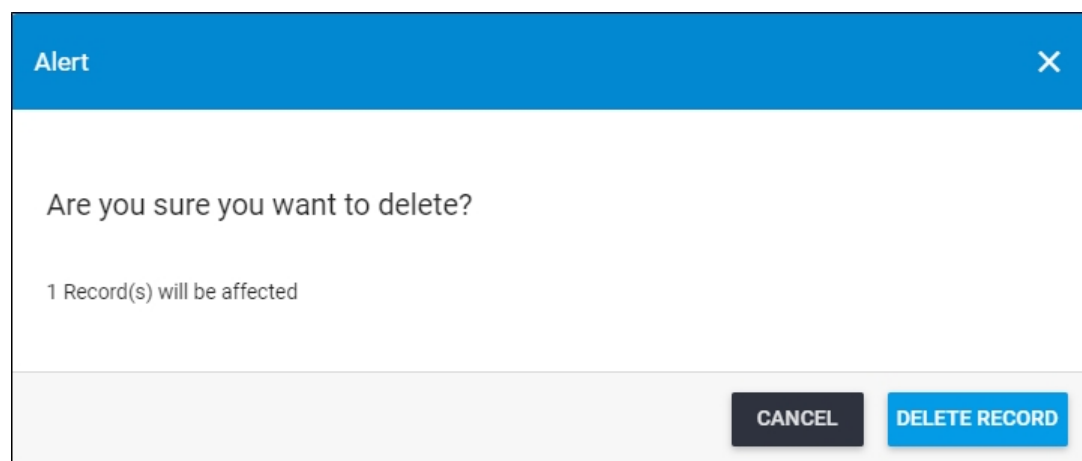 Alert
Are you sure you want to delete?
1 Record(s) will be affected
CANCEL DELETE RECORD